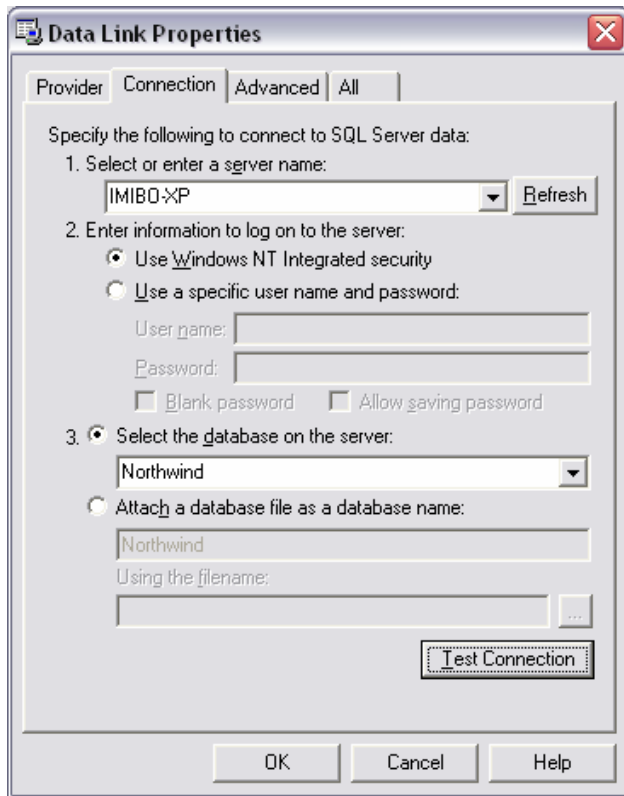 Data Link Properties
Provider Connection Advanced All
Specify the following to connect to SQL Server data:
1. Select or enter a server name:
IMIBO-XP Refresh
2. Enter information to log on to the server:
Use Windows NT Integrated security
Use a specific user name and password:
User name:
Password:
Blank password Allow saving password
3. Select the database on the server:
Northwind
Attach a database file as a database name:
Northwind
Using the filename:
...
Test Connection
OK Cancel Help